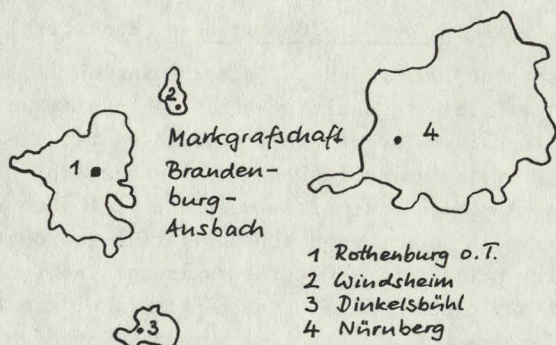 2
Markgrafschaft
Branden-
burg-
Ansbach
1
4
1 Rothenburg o.T.
2 Windsheim
3 Dinkelsbühl
4 Nürnberg
3